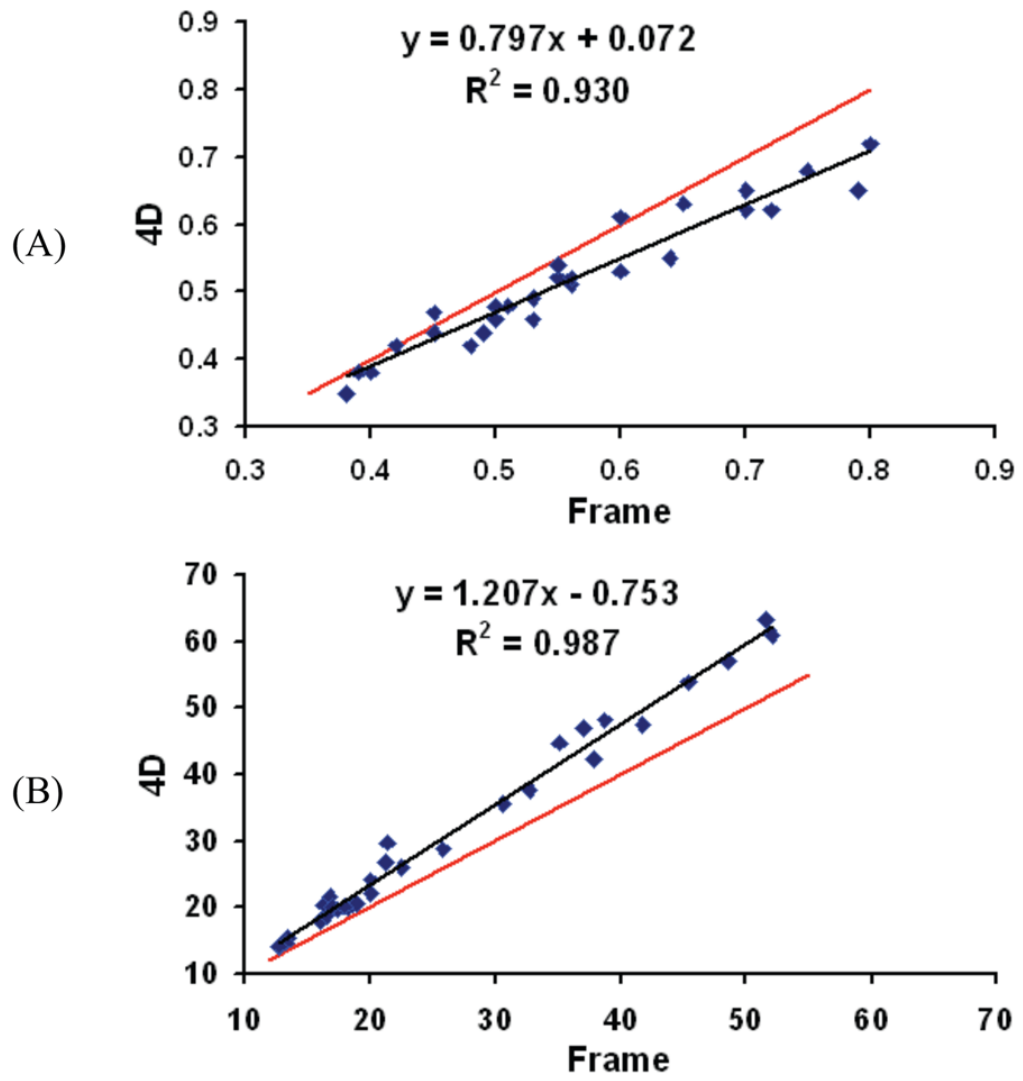 (A)
y = 0.797x + 0.072
R² = 0.930
4D
0.9
0.8
0.7
0.6
0.5
0.4
0.3
0.3 0.4 0.5 0.6 0.7 0.8 0.9
Frame
(B)
y = 1.207x - 0.753
R² = 0.987
4D
70
60
50
40
30
20
10
10 20 30 40 50 60 70
Frame